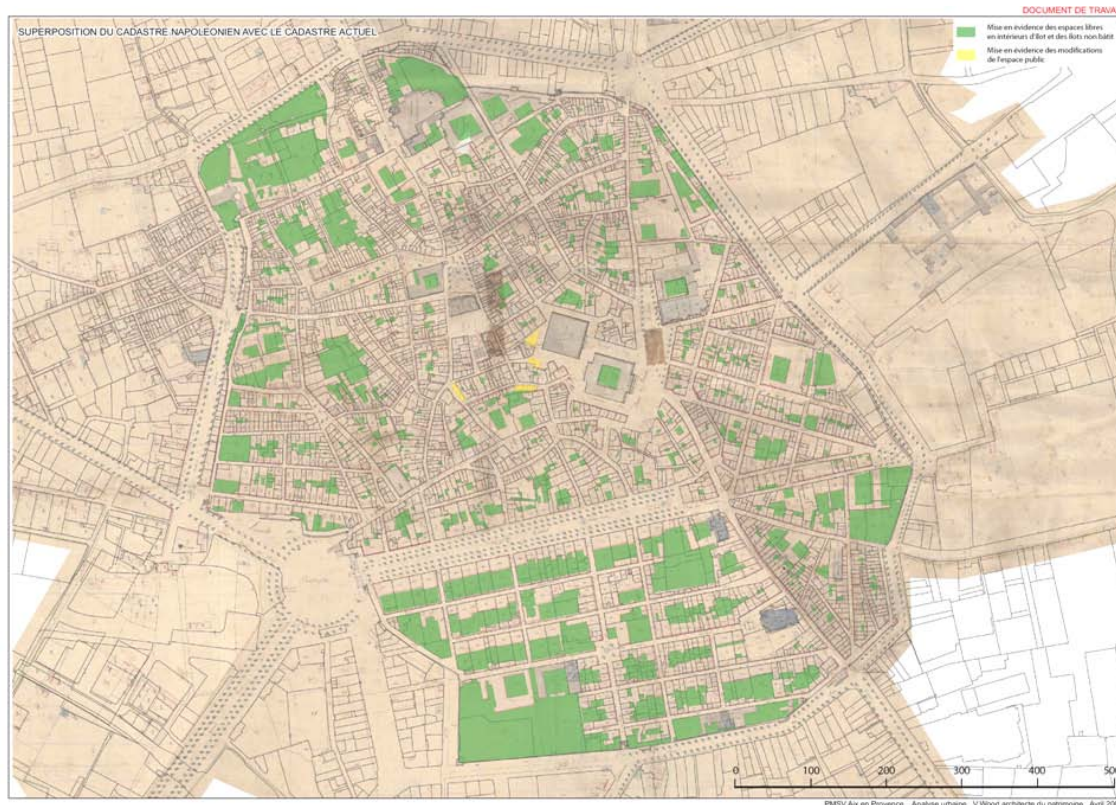 DOCUMENT DE TRAVA
SUPERPOSITION DU CADASTRE NAPOLEONIEN AVEC LE CADASTRE ACTUEL
Mise en évidence des espaces libres
en intérieurs d'îlot et des îlots non bâtit
Mise en évidence des modifications
de l'espace public
0 100 200 300 400 50
PMSV Aix en Provence Analyse urbaine V.Wood architecte du patrimoine Avril 20